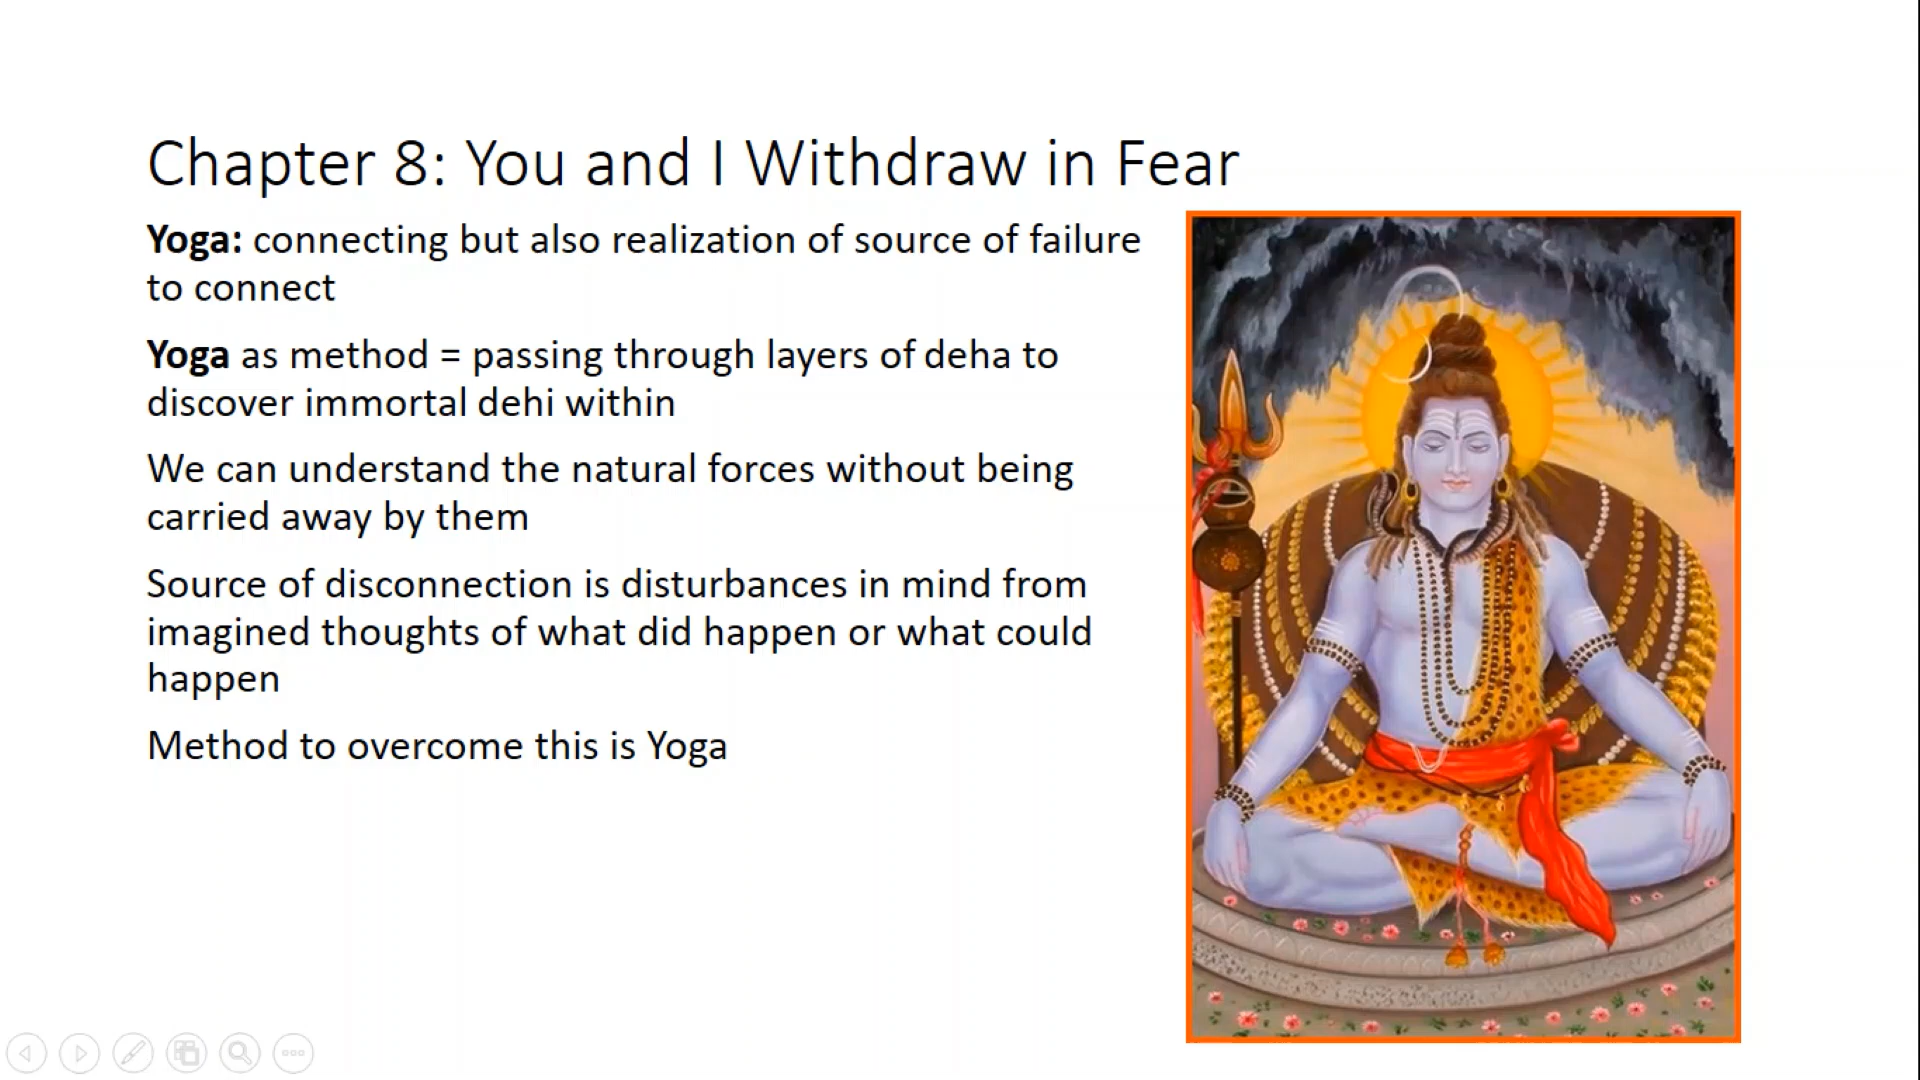 Chapter 8: You and I Withdraw in Fear
Yoga: connecting but also realization of source of failure
to connect
Yoga as method = passing through layers of deha to
discover immortal dehi within
We can understand the natural forces without being
carried away by them
Source of disconnection is disturbances in mind from
imagined thoughts of what did happen or what could
happen
Method to overcome this is Yoga